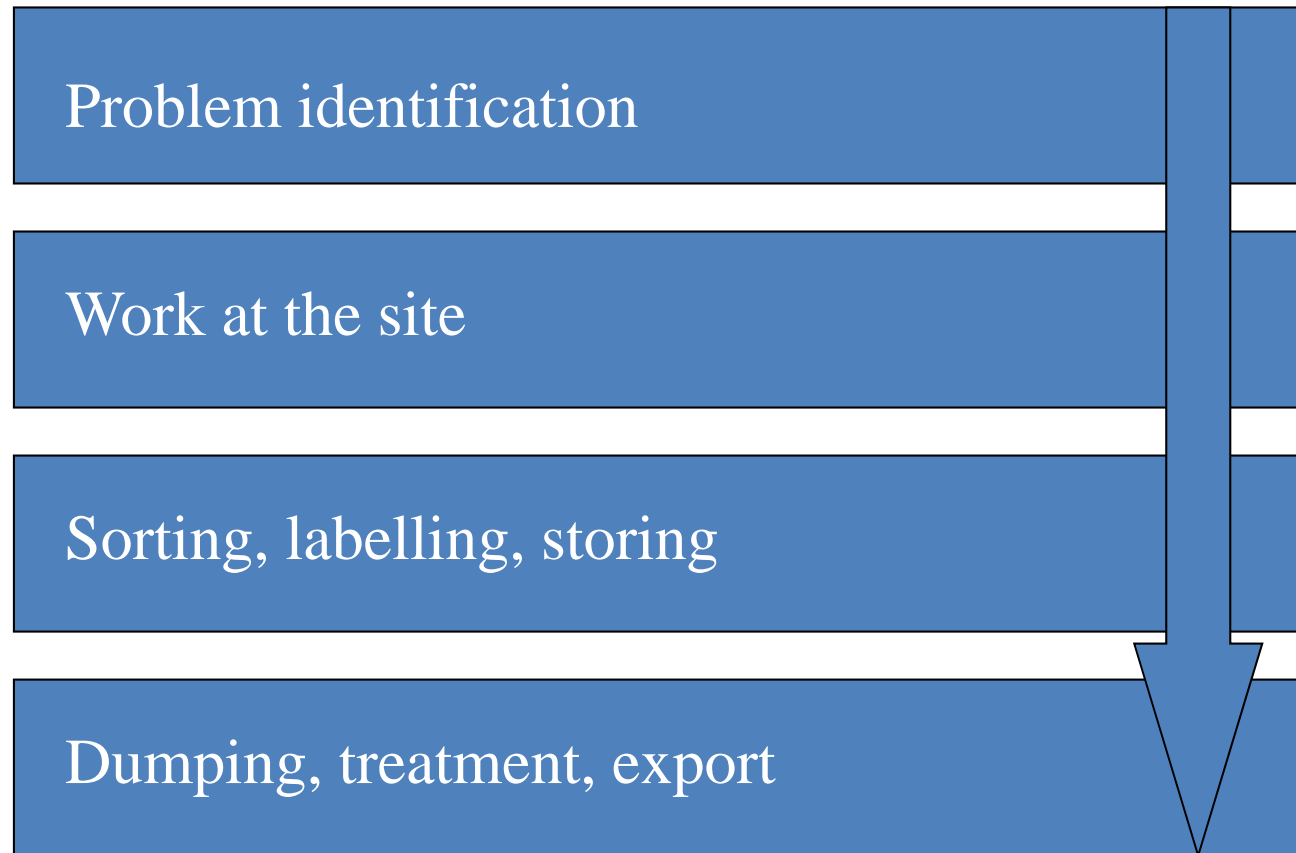 Problem identification
Work at the site
Sorting, labelling, storing
Dumping, treatment, export